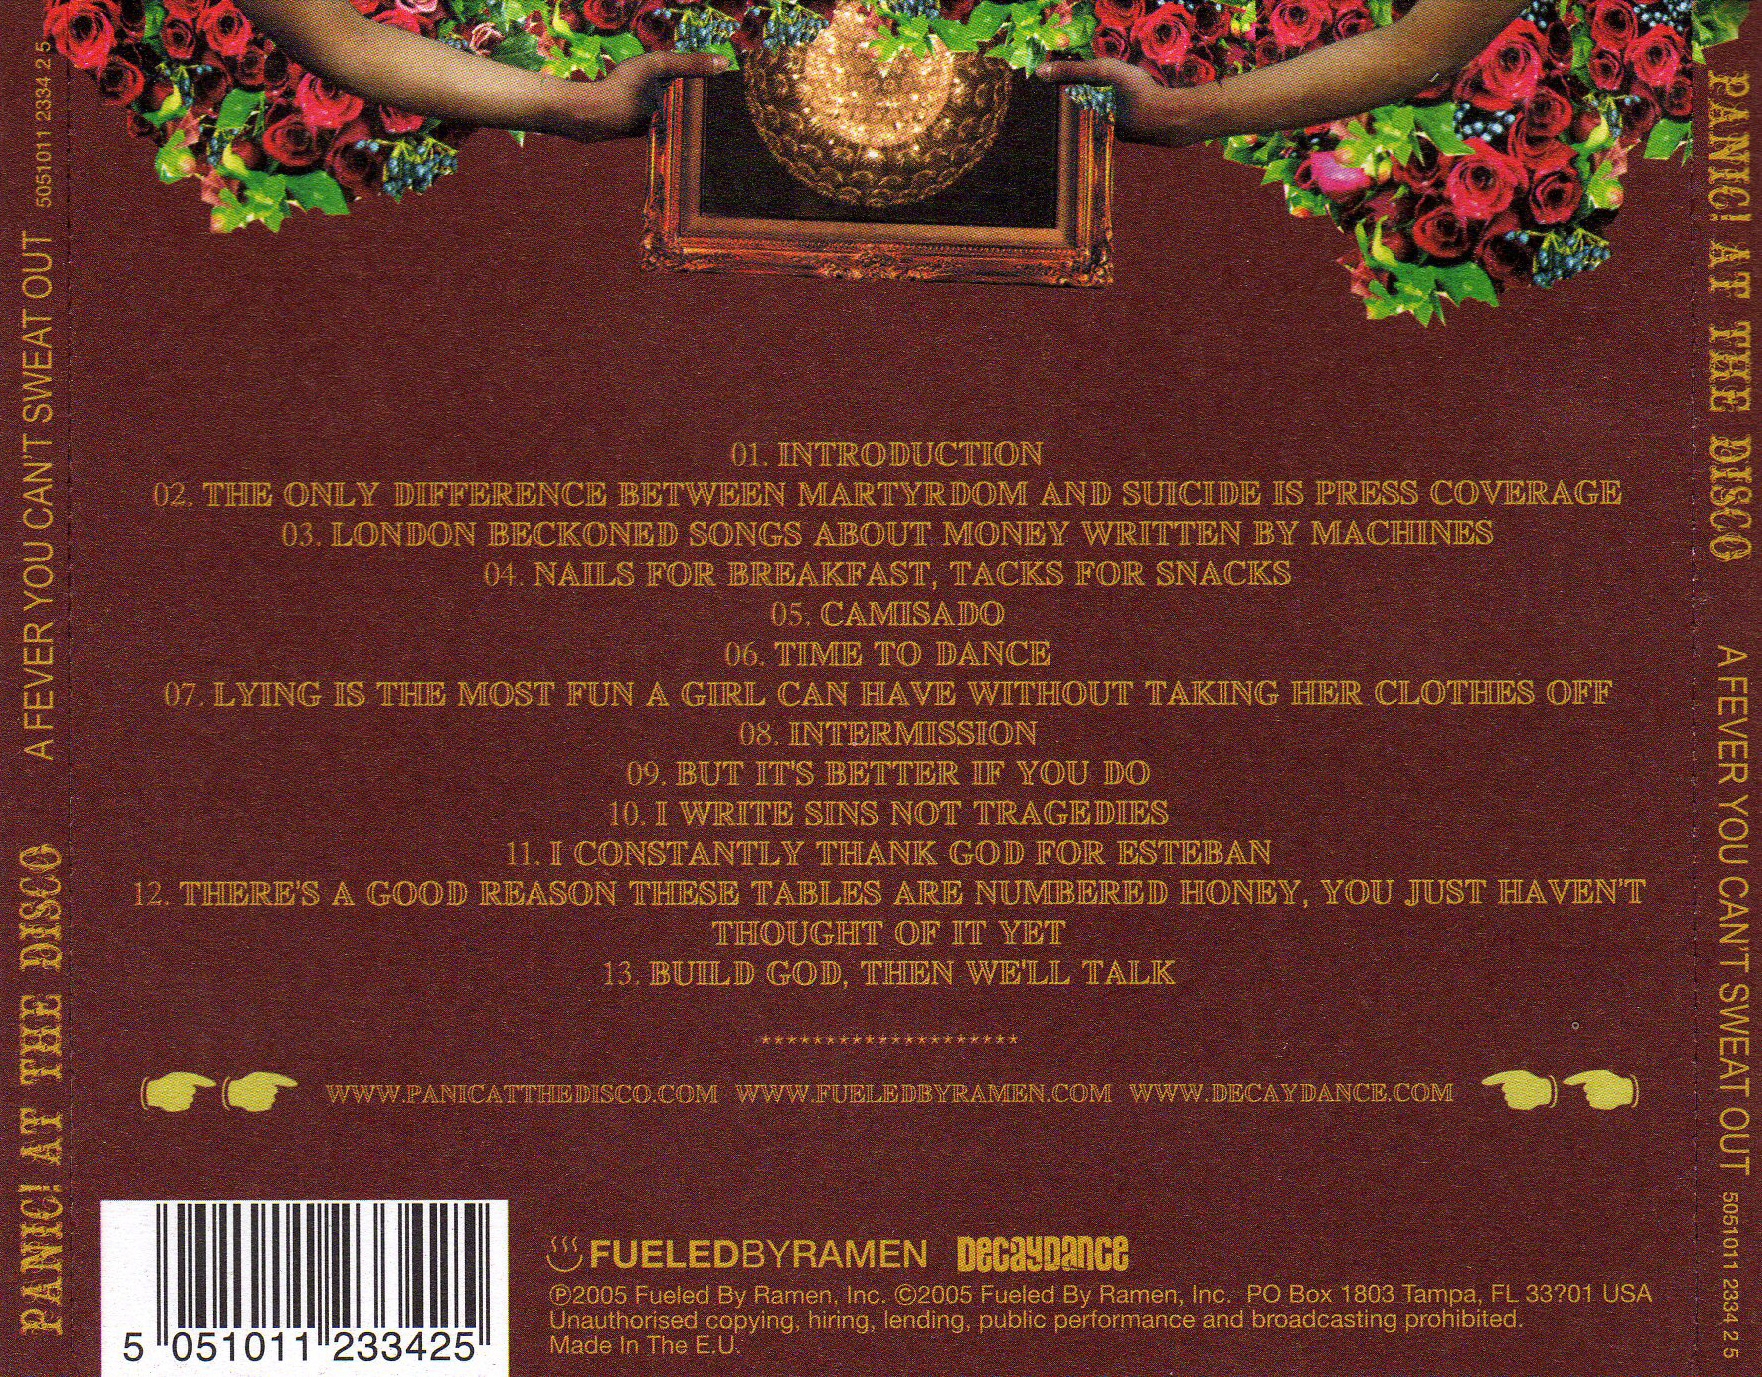 PANIC! AT THE DISCO A FEVER YOU CAN'T SWEAT OUT 5051011 2334 2 5
01. INTRODUCTION
02. THE ONLY DIFFERENCE BETWEEN MARTYRDOM AND SUICIDE IS PRESS COVERAGE
03. LONDON BECKONED SONGS ABOUT MONEY WRITTEN BY MACHINES
04. NAILS FOR BREAKFAST, TACKS FOR SNACKS
05. CAMISADO
06. TIME TO DANCE
07. LYING IS THE MOST FUN A GIRL CAN HAVE WITHOUT TAKING HER CLOTHES OFF
08. INTERMISSION
09. BUT IT'S BETTER IF YOU DO
10. I WRITE SINS NOT TRAGEDIES
11. I CONSTANTLY THANK GOD FOR ESTEBAN
12. THERE'S A GOOD REASON THESE TABLES ARE NUMBERED HONEY, YOU JUST HAVEN'T
THOUGHT OF IT YET
13. BUILD GOD, THEN WE'LL TALK
********************
WWW.PANICATTHEDISCO.COM WWW.FUELEDBYRAMEN.COM WWW.DECAYDANCE.COM
FUELEDBYRAMEN DECAYDANCE
℗2005 Fueled By Ramen, Inc. ©2005 Fueled By Ramen, Inc. PO Box 1803 Tampa, FL 33?01 USA
Unauthorised copying, hiring, lending, public performance and broadcasting prohibited.
Made In The E.U.
5 051011 233425
PANIC! AT THE DISCO A FEVER YOU CAN'T SWEAT OUT 5051011 2334 2 5